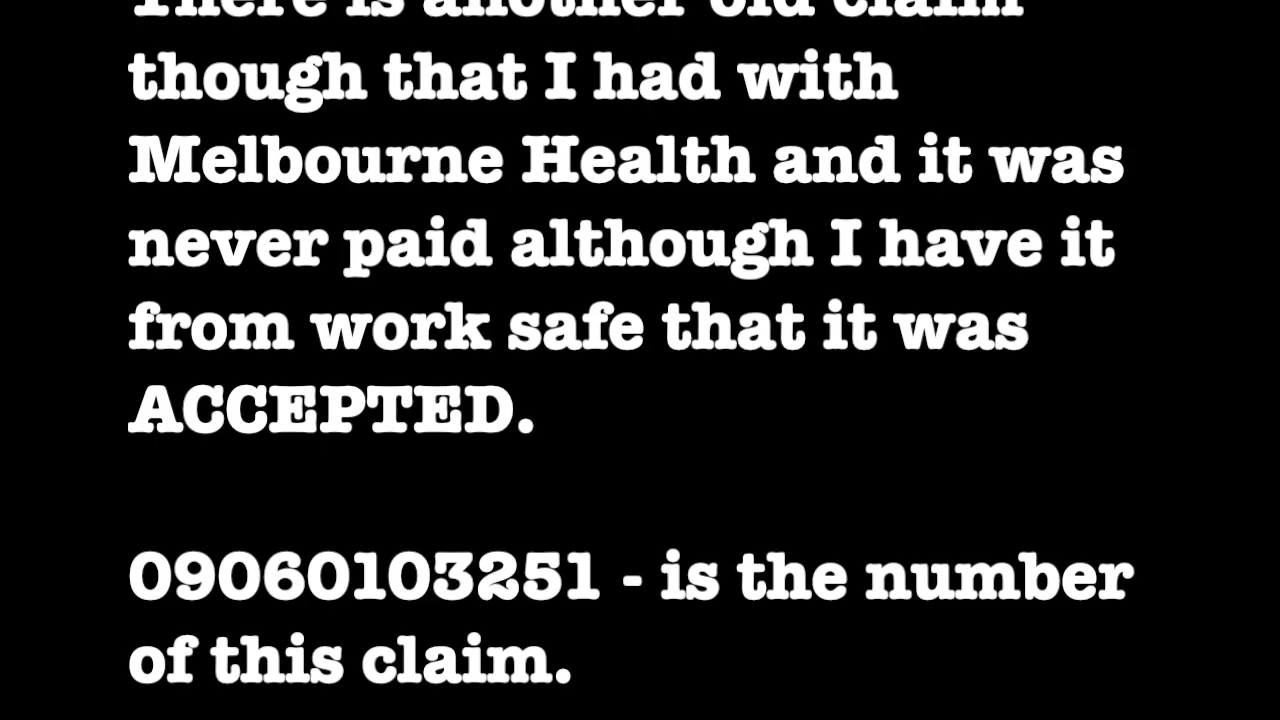 There is another old claim
though that I had with
Melbourne Health and it was
never paid although I have it
from work safe that it was
ACCEPTED.
09060103251 - is the number
of this claim.